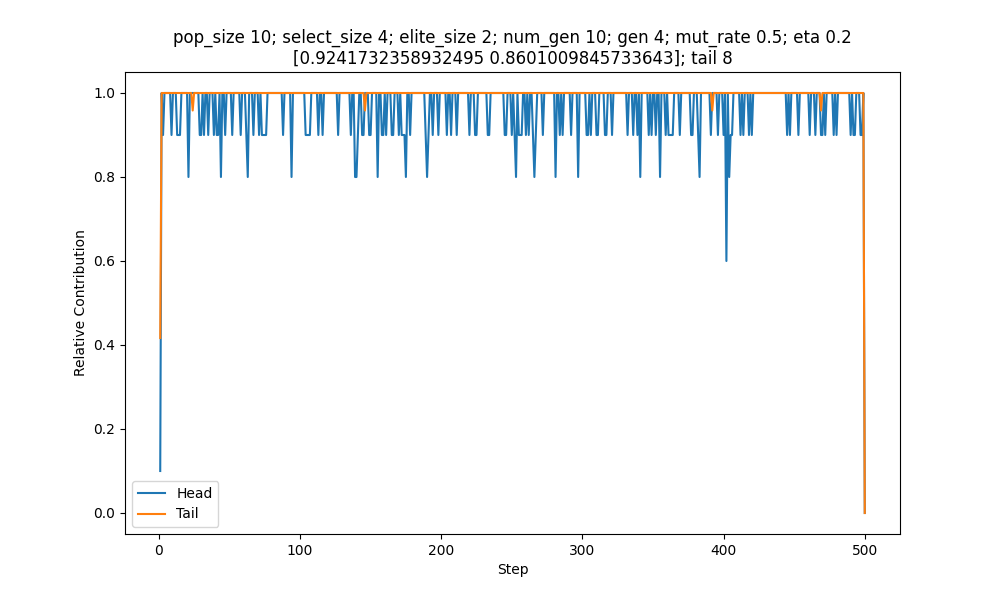 pop_size 10; select_size 4; elite_size 2; num_gen 10; gen 4; mut_rate 0.5; eta 0.2
[0.9241732358932495 0.8601009845733643]; tail 8
1.0
0.8
0.6
0.4
0.2
0.0
Relative Contribution
Head
Tail
0
100
200
300
400
500
Step